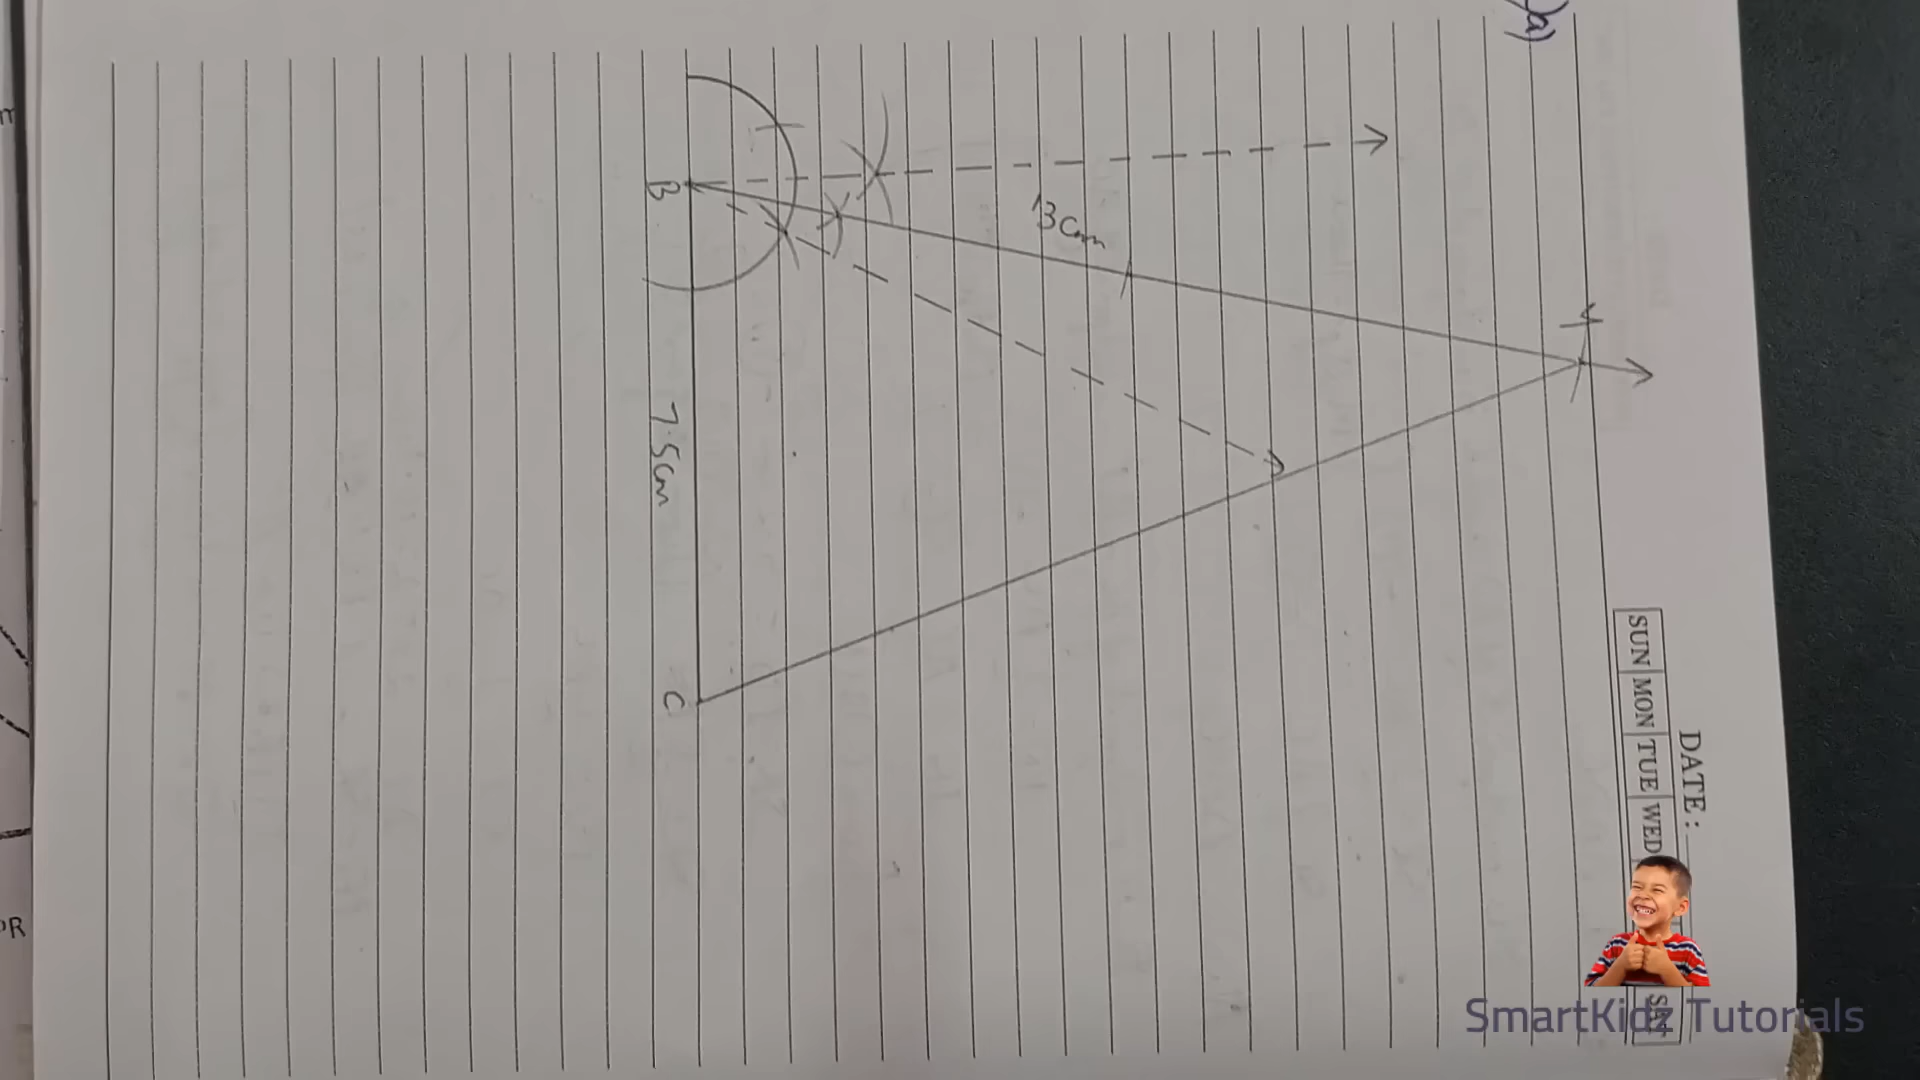 a)
B
13cm
Y
7.5cm
C
DATE:
SUN MON TUE WED
SmartKidz Tutorials